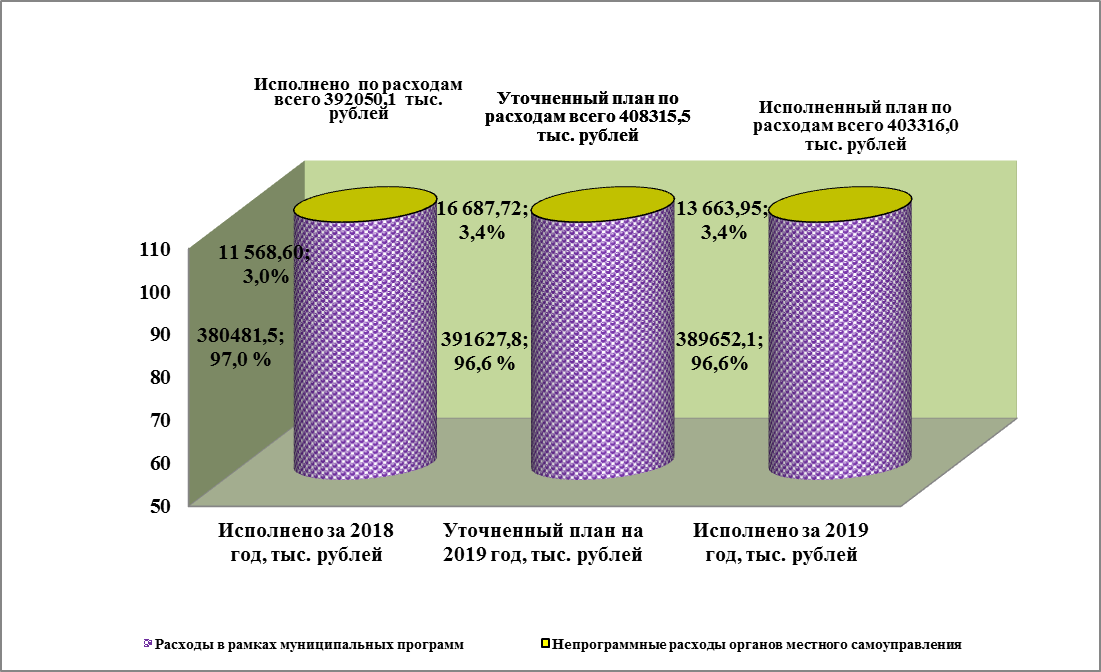 Исполнено по расходам
всего 392050,1 тыс.
рублей
Уточненный план по
расходам всего 408315,5
тыс. рублей
Исполненный план по
расходам всего 403316,0
тыс. рублей
16 687,72;
3,4%
13 663,95;
3,4%
11 568,60;
3,0%
380481,5;
97,0 %
391627,8;
96,6 %
389652,1;
96,6%
110
100
90
80
70
60
50
Исполнено за 2018
год, тыс. рублей
Уточненный план на
2019 год, тыс. рублей
Исполнено за 2019
год, тыс. рублей
Расходы в рамках муниципальных программ
Непрограммные расходы органов местного самоуправления